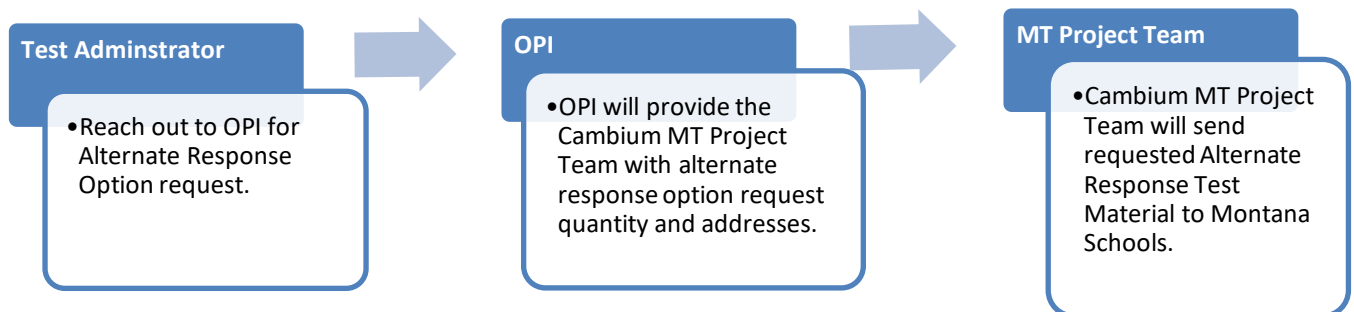 Test Adminstrator
•Reach out to OPI for
Alternate Response
Option request.
OPI
•OPI will provide the
Cambium MT Project
Team with alternate
response option request
quantity and addresses.
MT Project Team
•Cambium MT Project
Team will send
requested Alternate
Response Test
Material to Montana
Schools.